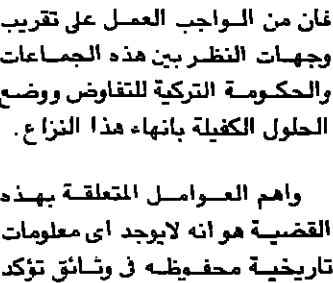 فان من الواجب العمل على تقريب
وجهات النظر بين هذه الجماعات
والحكومة التركية للتفاوض ووضع
الحلول الكفيلة بانهاء هذا النزاع.
واهم العوامل المتعلقة بهذه
القضية هو انه لايوجد اى معلومات
تاريخية محفوظه فى وثائق تؤكد